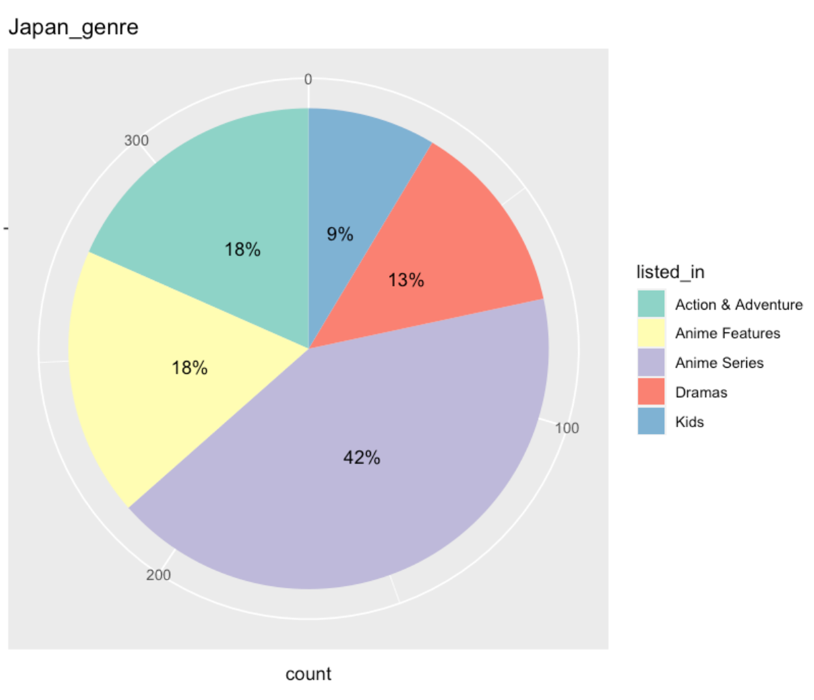 Japan_genre
0
300
9%
18%
13%
18%
100
42%
200
count
listed_in
Action & Adventure
Anime Features
Anime Series
Dramas
Kids